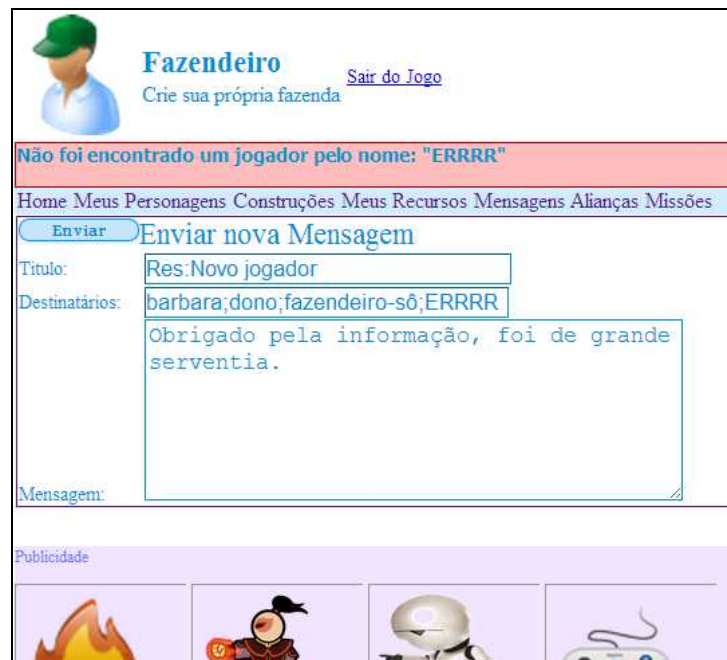 Fazendeiro
Sair do Jogo
Crie sua própria fazenda
Não foi encontrado um jogador pelo nome: "ERRRR"
Home Meus Personagens Construções Meus Recursos Mensagens Alianças Missões
Enviar Enviar nova Mensagem
Titulo: Res:Novo jogador
Destinatários: barbara;dono;fazendeiro-sô;ERRRR
Obrigado pela informação, foi de grande
serventia.
Mensagem:
Publicidade